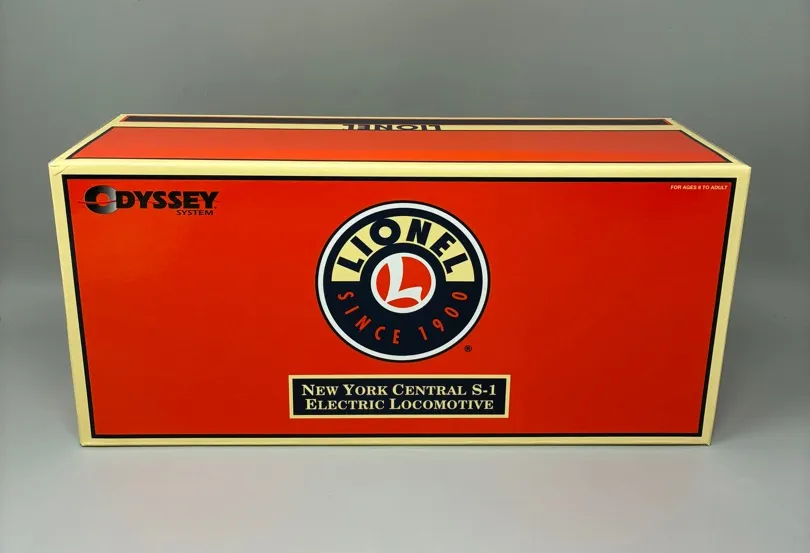 LIONEL
ODYSSEY
SYSTEM
FOR AGES 8 TO ADULT
LIONEL
L
SINCE 1900
®
NEW YORK CENTRAL S-1
ELECTRIC LOCOMOTIVE